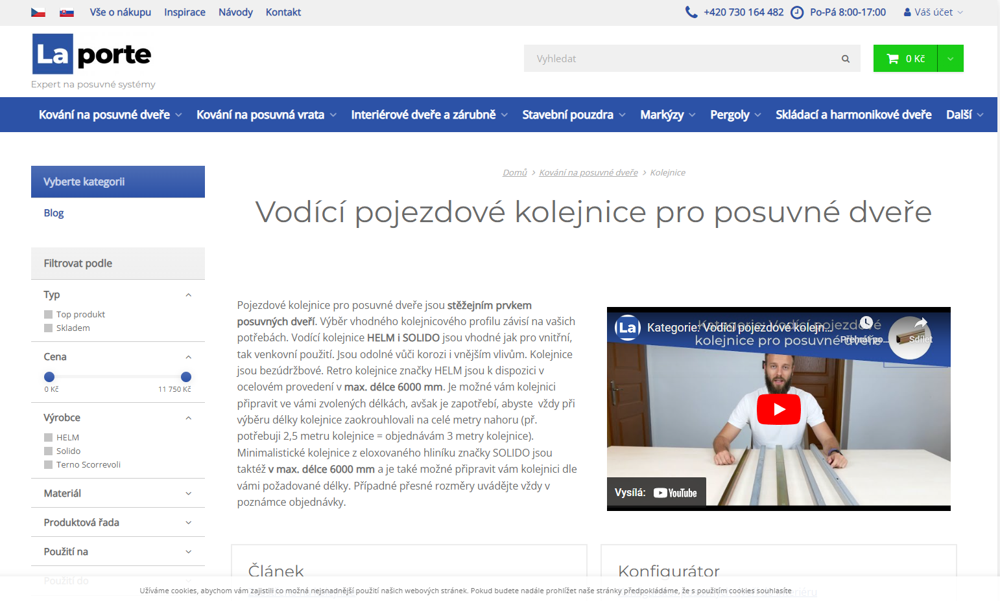 Vše o nákupu Inspirace Návody Kontakt +420 730 164 482 Po-Pá 8:00-17:00 Váš účet
La porte
Expert na posuvné systémy
Vyhledat
0 Kč
Kování na posuvné dveře Kování na posuvná vrata Interiérové dveře a zárubně Stavební pouzdra Markýzy Pergoly Skládací a harmonikové dveře Další
Vyberte kategorii
Blog
Filtrovat podle
Typ
Top produkt
Skladem
Cena
0 Kč 11 750 Kč
Výrobce
HELM
Solido
Terno Scorrevoli
Materiál
Produktová řada
Použití na
Použití do
Domů > Kování na posuvné dveře > Kolejnice
Vodící pojezdové kolejnice pro posuvné dveře
Pojezdové kolejnice pro posuvné dveře jsou stěžejním prvkem
posuvných dveří. Výběr vhodného kolejnicového profilu závisí na vašich
potřebách. Vodící kolejnice HELM i SOLIDO jsou vhodné jak pro vnitřní,
tak venkovní použití. Jsou odolné vůči korozi i vnějším vlivům. Kolejnice
jsou bezúdržbové. Retro kolejnice značky HELM jsou k dispozici v
ocelovém provedení v max. délce 6000 mm. Je možné vám kolejnici
připravit ve vámi zvolených délkách, avšak je zapotřebí, abyste vždy při
výběru délky kolejnice zaokrouhlovali na celé metry nahoru (př.
potřebuji 2,5 metru kolejnice = objednávám 3 metry kolejnice).
Minimalistické kolejnice z eloxovaného hliníku značky SOLIDO jsou
taktéž v max. délce 6000 mm a je také možné připravit vám kolejnici dle
vámi požadované délky. Případné přesné rozměry uvádějte vždy v
poznámce objednávky.
La
Kategorie: Vodící pojezdové kolejn...
Kategorie: Vodící pojezdové
kolejnice pro posuvné dveře
Přehrát po... Sdílet
Vysílá: YouTube
Článek
Konfigurátor
Užíváme cookies, abychom vám zajistili co možná nejsnadnější použití našich webových stránek. Pokud budete nadále prohlížet naše stránky předpokládáme, že s použitím cookies souhlasíte